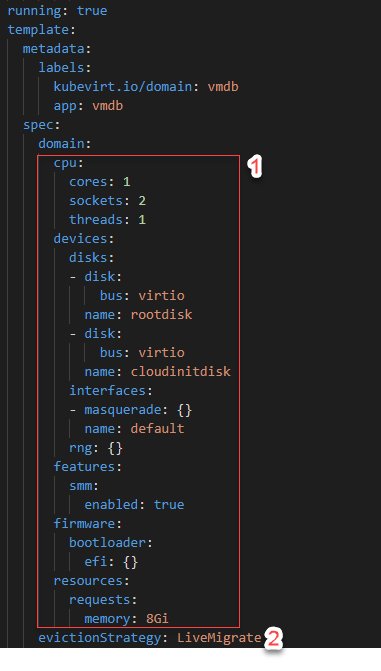 running: true
template:
  metadata:
    labels:
      kubevirt.io/domain: vmdb
      app: vmdb
  spec:
    domain:
      cpu:
        cores: 1
        sockets: 2
        threads: 1
      devices:
        disks:
        - disk:
            bus: virtio
          name: rootdisk
        - disk:
            bus: virtio
          name: cloudinitdisk
        interfaces:
        - masquerade: {}
          name: default
        rng: {}
      features:
        smm:
          enabled: true
      firmware:
        bootloader:
          efi: {}
      resources:
        requests:
          memory: 8Gi
    evictionStrategy: LiveMigrate
1
2